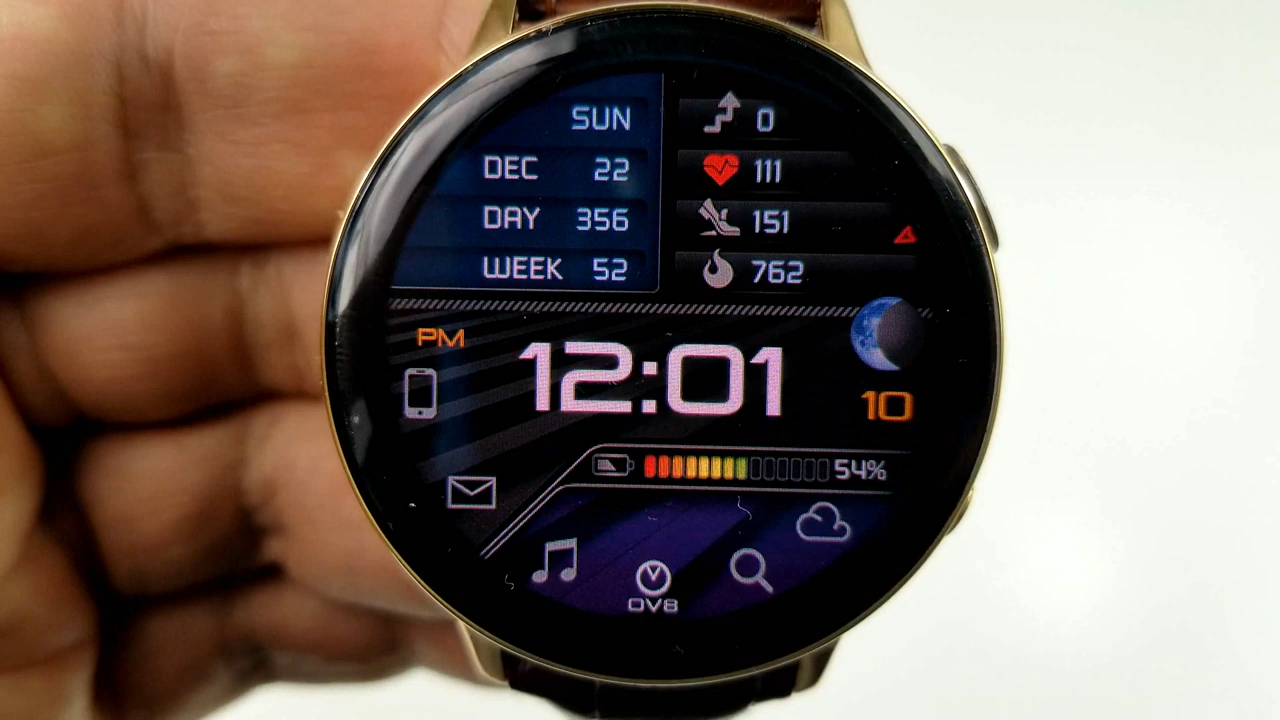 SUN
DEC 22
DAY 356
WEEK 52
0
111
151
762
PM
12:01
10
54%
OV8